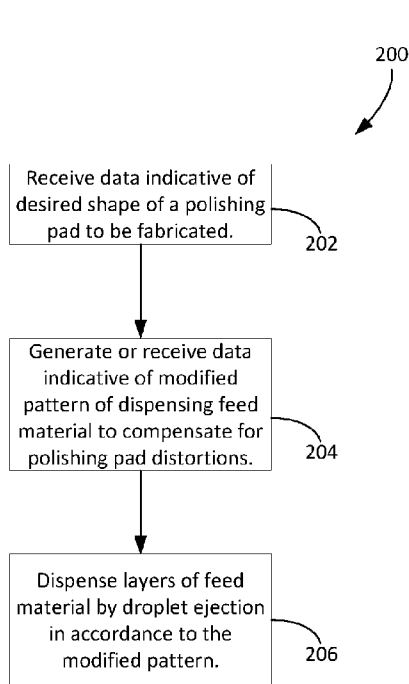 200
Receive data indicative of
desired shape of a polishing
pad to be fabricated.
202
Generate or receive data
indicative of modified
pattern of dispensing feed
material to compensate for
polishing pad distortions.
204
Dispense layers of feed
material by droplet ejection
in accordance to the
modified pattern.
206